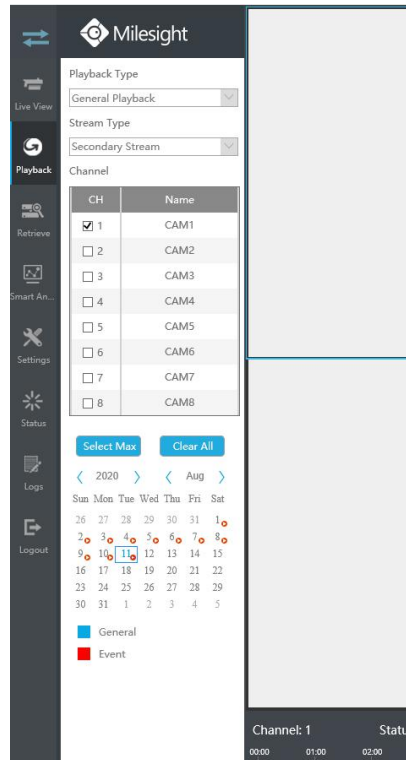 Milesight
Live View
Playback
Retrieve
Smart An...
Settings
Status
Logs
Logout
Playback Type
General Playback
Stream Type
Secondary Stream
Channel
CH Name
1 CAM1
2 CAM2
3 CAM3
4 CAM4
5 CAM5
6 CAM6
7 CAM7
8 CAM8
Select Max Clear All
2020 Aug
Sun Mon Tue Wed Thu Fri Sat
26 27 28 29 30 31 1
2 3 4 5 6 7 8
9 10 11 12 13 14 15
16 17 18 19 20 21 22
23 24 25 26 27 28 29
30 31 1 2 3 4 5
General
Event
Channel: 1 Statu
00:00 01:00 02:00